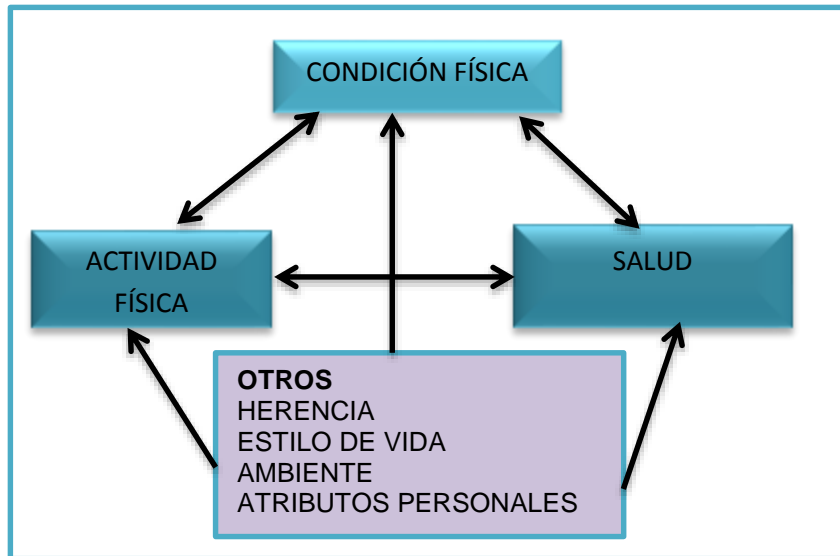 CONDICIÓN FÍSICA
ACTIVIDAD
FÍSICA
SALUD
OTROS
HERENCIA
ESTILO DE VIDA
AMBIENTE
ATRIBUTOS PERSONALES